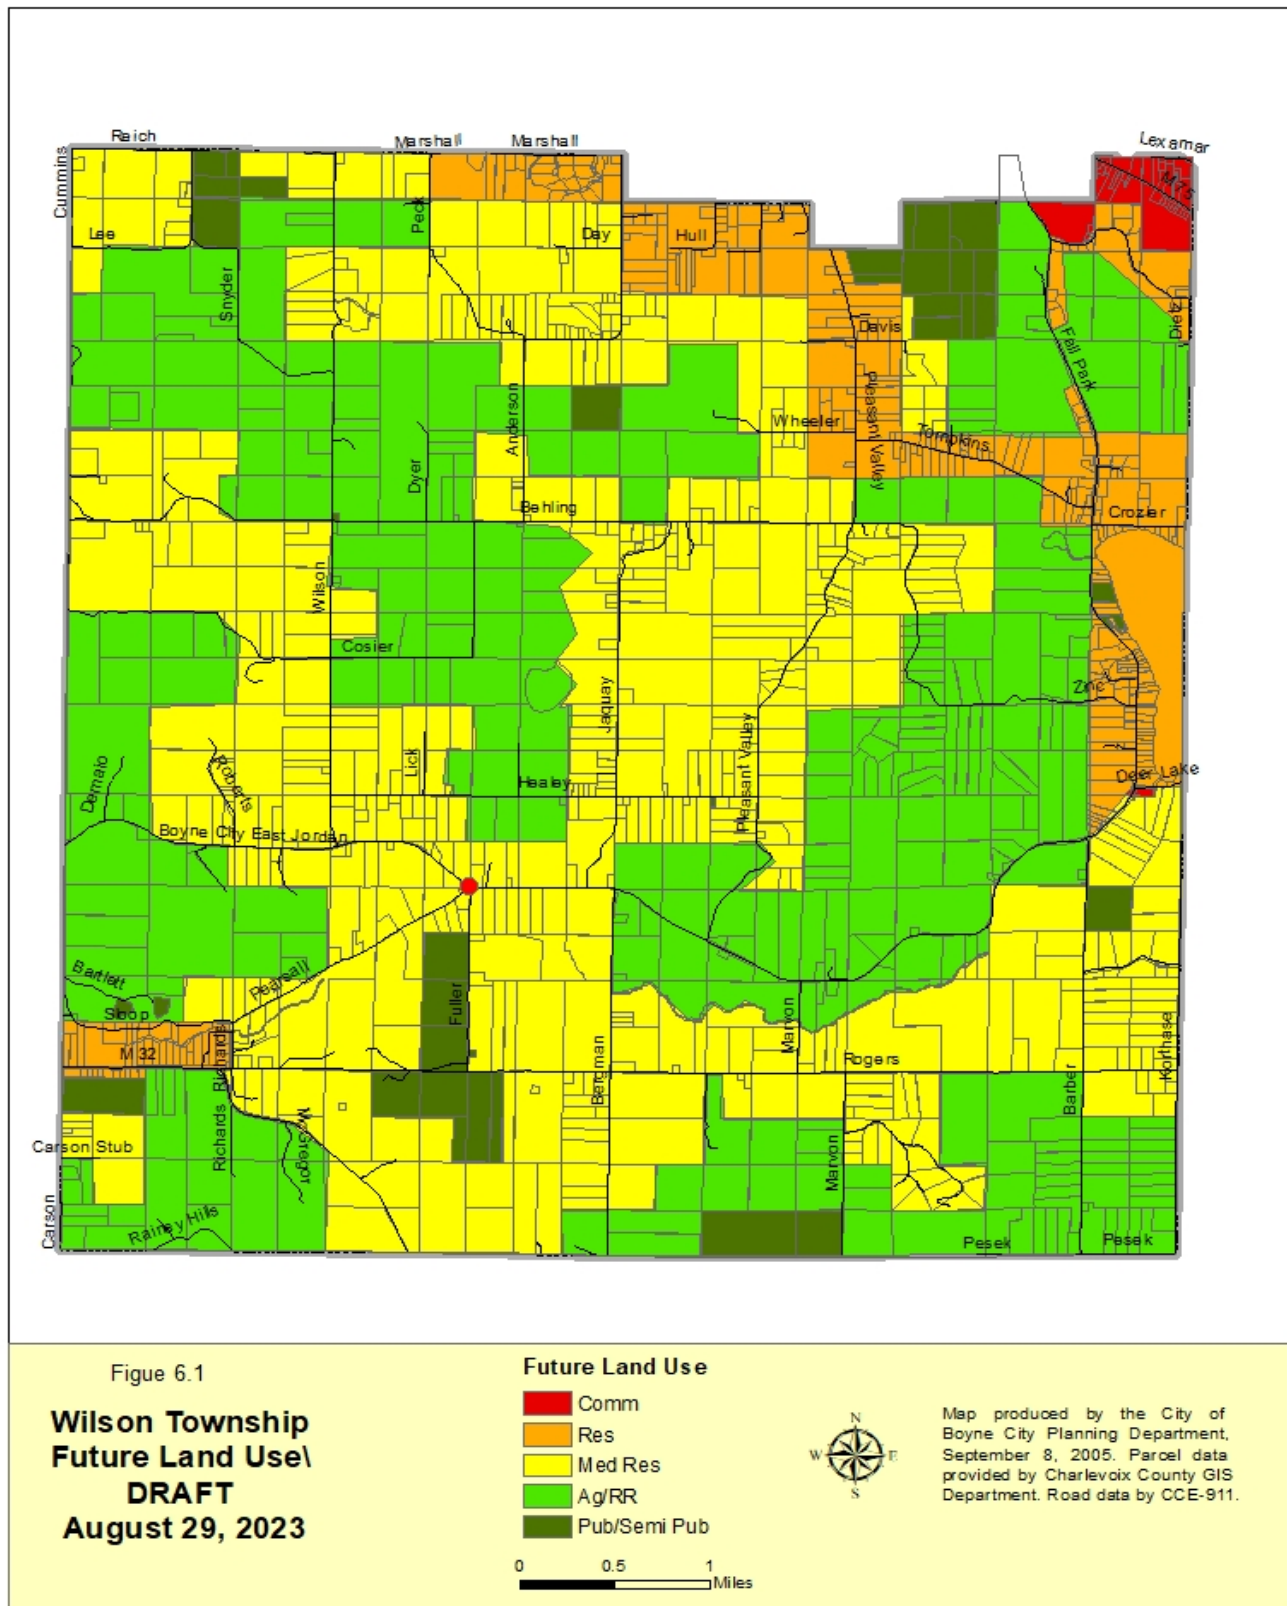 Reich
Marshall
Marshall
Lexamar
Cummins
M 75
Peck
Lee
Day
Hull
Snyder
Davis
Dietz
Fall Park
Anderson
Pleasant Valley
Wheeler
Tompkins
Dyer
Behling
Crozier
Wilson
Cosier
Jaquay
Zinc
Pleasant Valley
Lick
Demaio
Roberts
Healey
Deer Lake
Boyne City East Jordan
Bartlett
Pearsall
Sloop
Fuller
M 32
Richards
Marvon
Bergman
Rogers
Korthase
Barber
Carson Stub
Richards
McGregor
Marvon
Carson
Rainey Hills
Pesek
Pesek
Figue 6.1
Wilson Township
Future Land Use\
DRAFT
August 29, 2023
Future Land Use
Comm
Res
Med Res
Ag/RR
Pub/Semi Pub
0 0.5 1
Miles
N
W E
S
Map produced by the City of
Boyne City Planning Department,
September 8, 2005. Parcel data
provided by Charlevoix County GIS
Department. Road data by CCE-911.